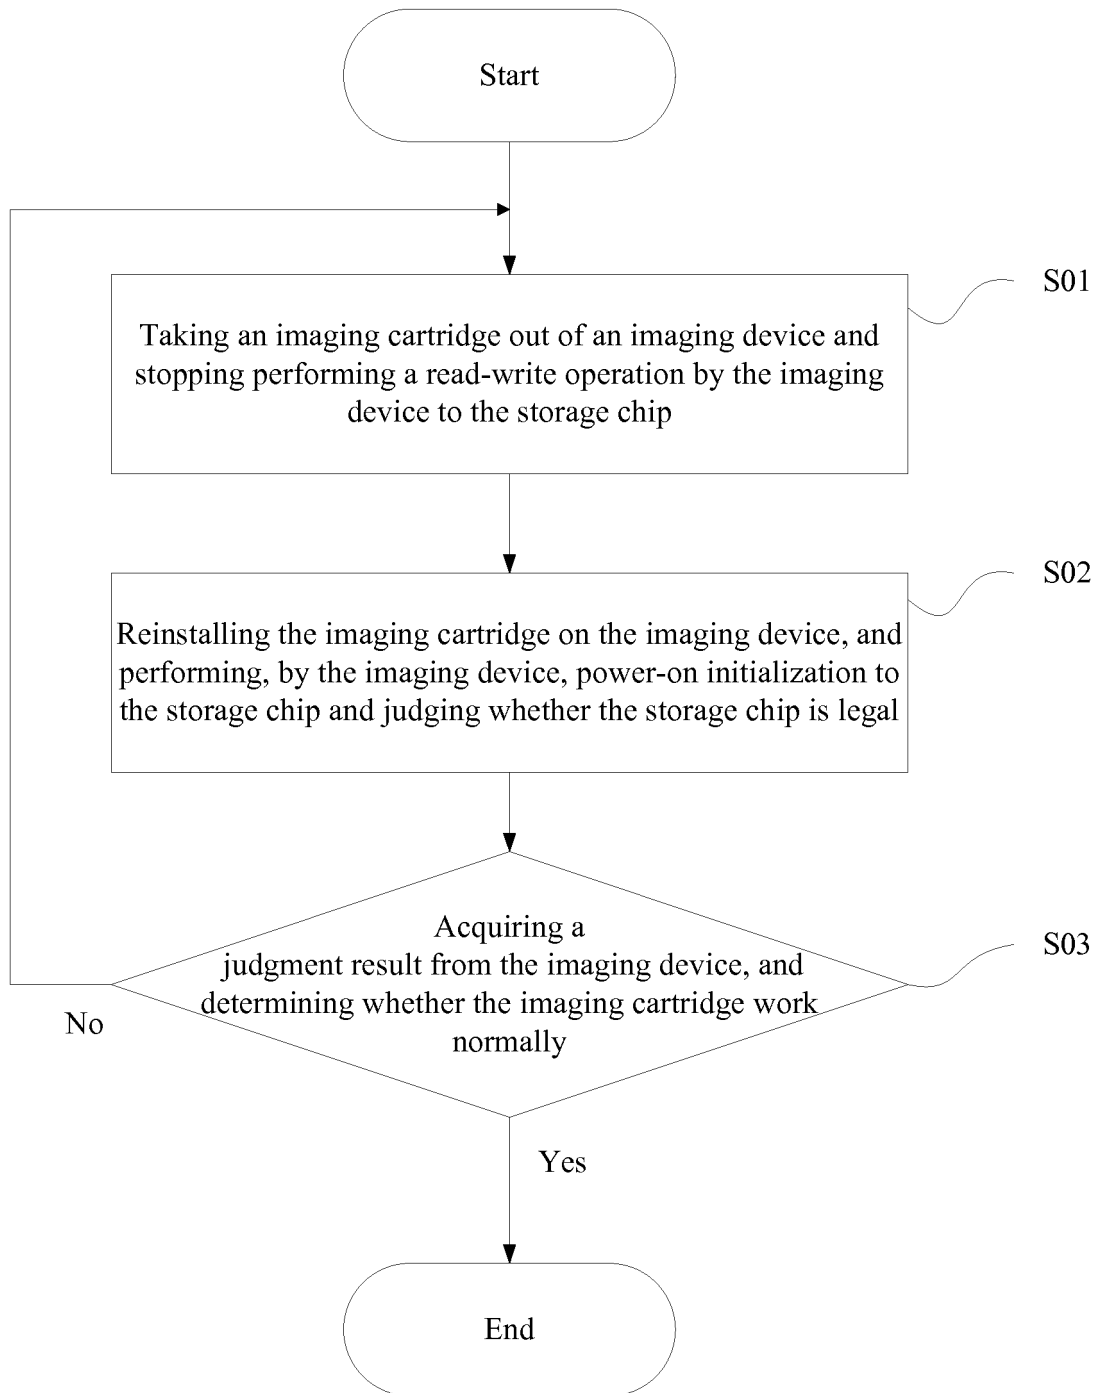 Start
S01
Taking an imaging cartridge out of an imaging device and
stopping performing a read-write operation by the imaging
device to the storage chip
S02
Reinstalling the imaging cartridge on the imaging device, and
performing, by the imaging device, power-on initialization to
the storage chip and judging whether the storage chip is legal
Acquiring a
judgment result from the imaging device, and
determining whether the imaging cartridge work
normally
S03
No
Yes
End